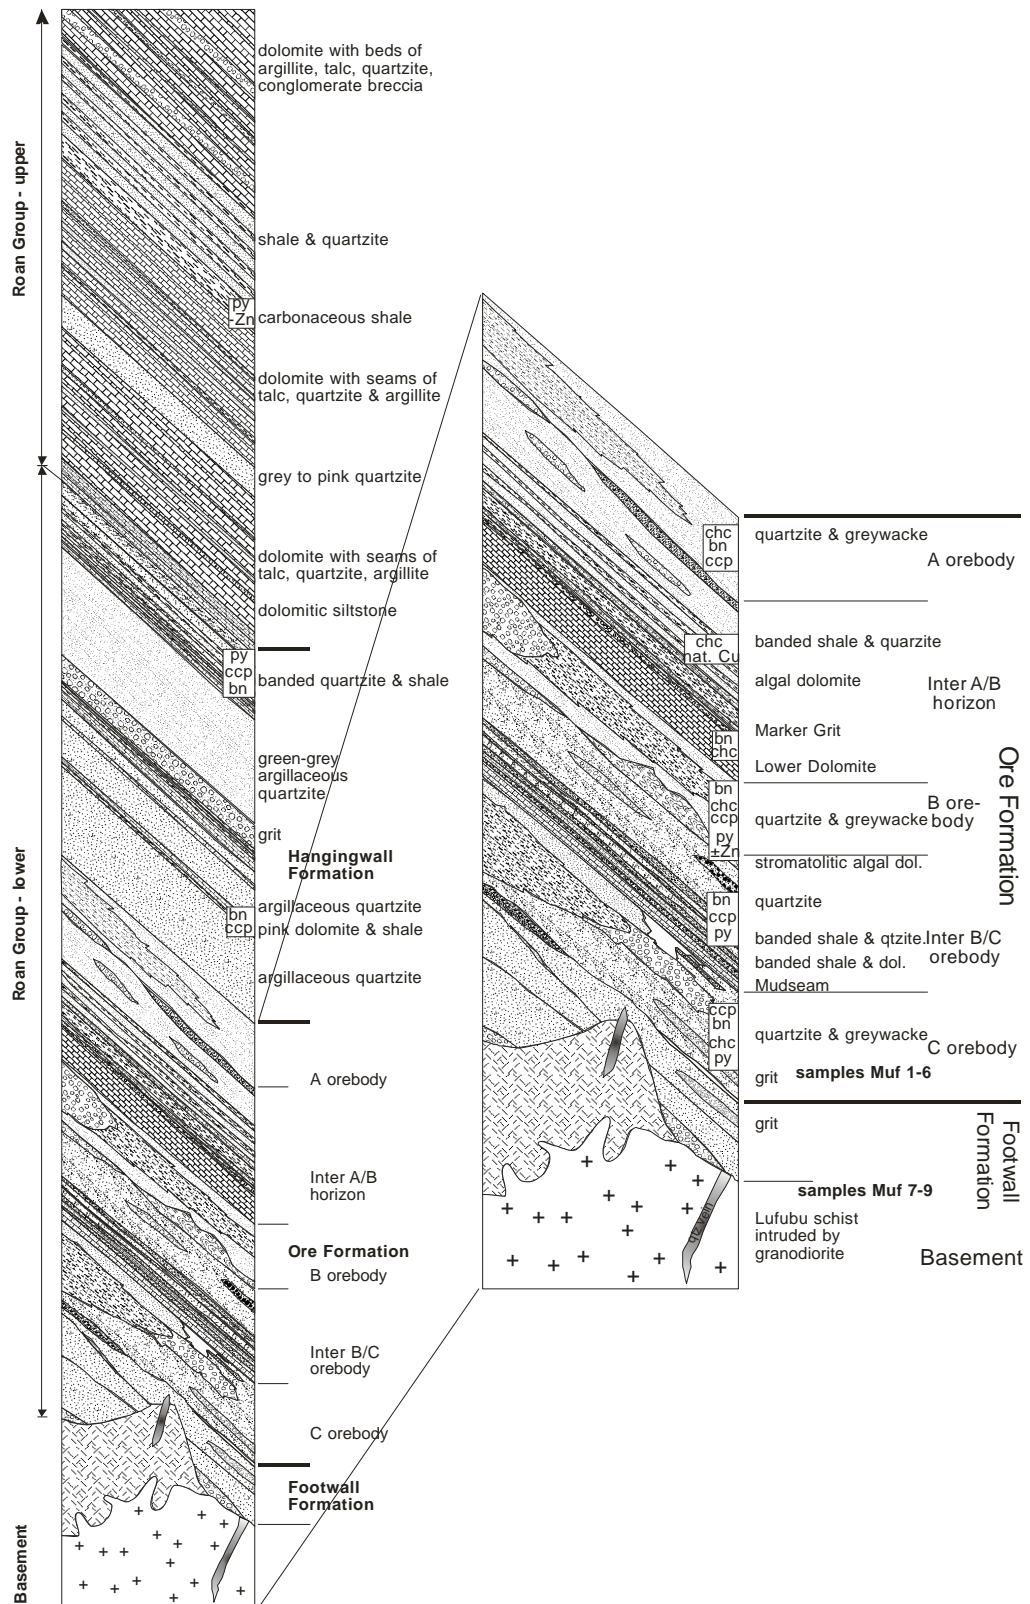 Roan Group - upper
Roan Group - lower
Basement
dolomite with beds of
argillite, talc, quartzite,
conglomerate breccia
shale & quartzite
py
-Zn
carbonaceous shale
dolomite with seams of
talc, quartzite & argillite
grey to pink quartzite
dolomite with seams of
talc, quartzite, argillite
dolomitic siltstone
py
ccp
bn
banded quartzite & shale
green-grey
argillaceous
quartzite
grit
Hangingwall
Formation
argillaceous quartzite
bn
ccp
pink dolomite & shale
argillaceous quartzite
A orebody
Inter A/B
horizon
Ore Formation
B orebody
Inter B/C
orebody
C orebody
Footwall
Formation
chc
bn
ccp
quartzite & greywacke
A orebody
chc
nat. Cu
banded shale & quarzite
algal dolomite
Inter A/B
horizon
Marker Grit
bn
chc
Lower Dolomite
bn
chc
ccp
py
±Zn
quartzite & greywacke
B ore-
body
stromatolitic algal dol.
bn
ccp
py
quartzite
banded shale & qtzite.
banded shale & dol.
Inter B/C
orebody
Mudseam
ccp
bn
chc
py
quartzite & greywacke
C orebody
grit
samples Muf 1-6
Ore Formation
grit
Footwall
Formation
samples Muf 7-9
Lufubu schist
intruded by
granodiorite
Basement
qtz vein